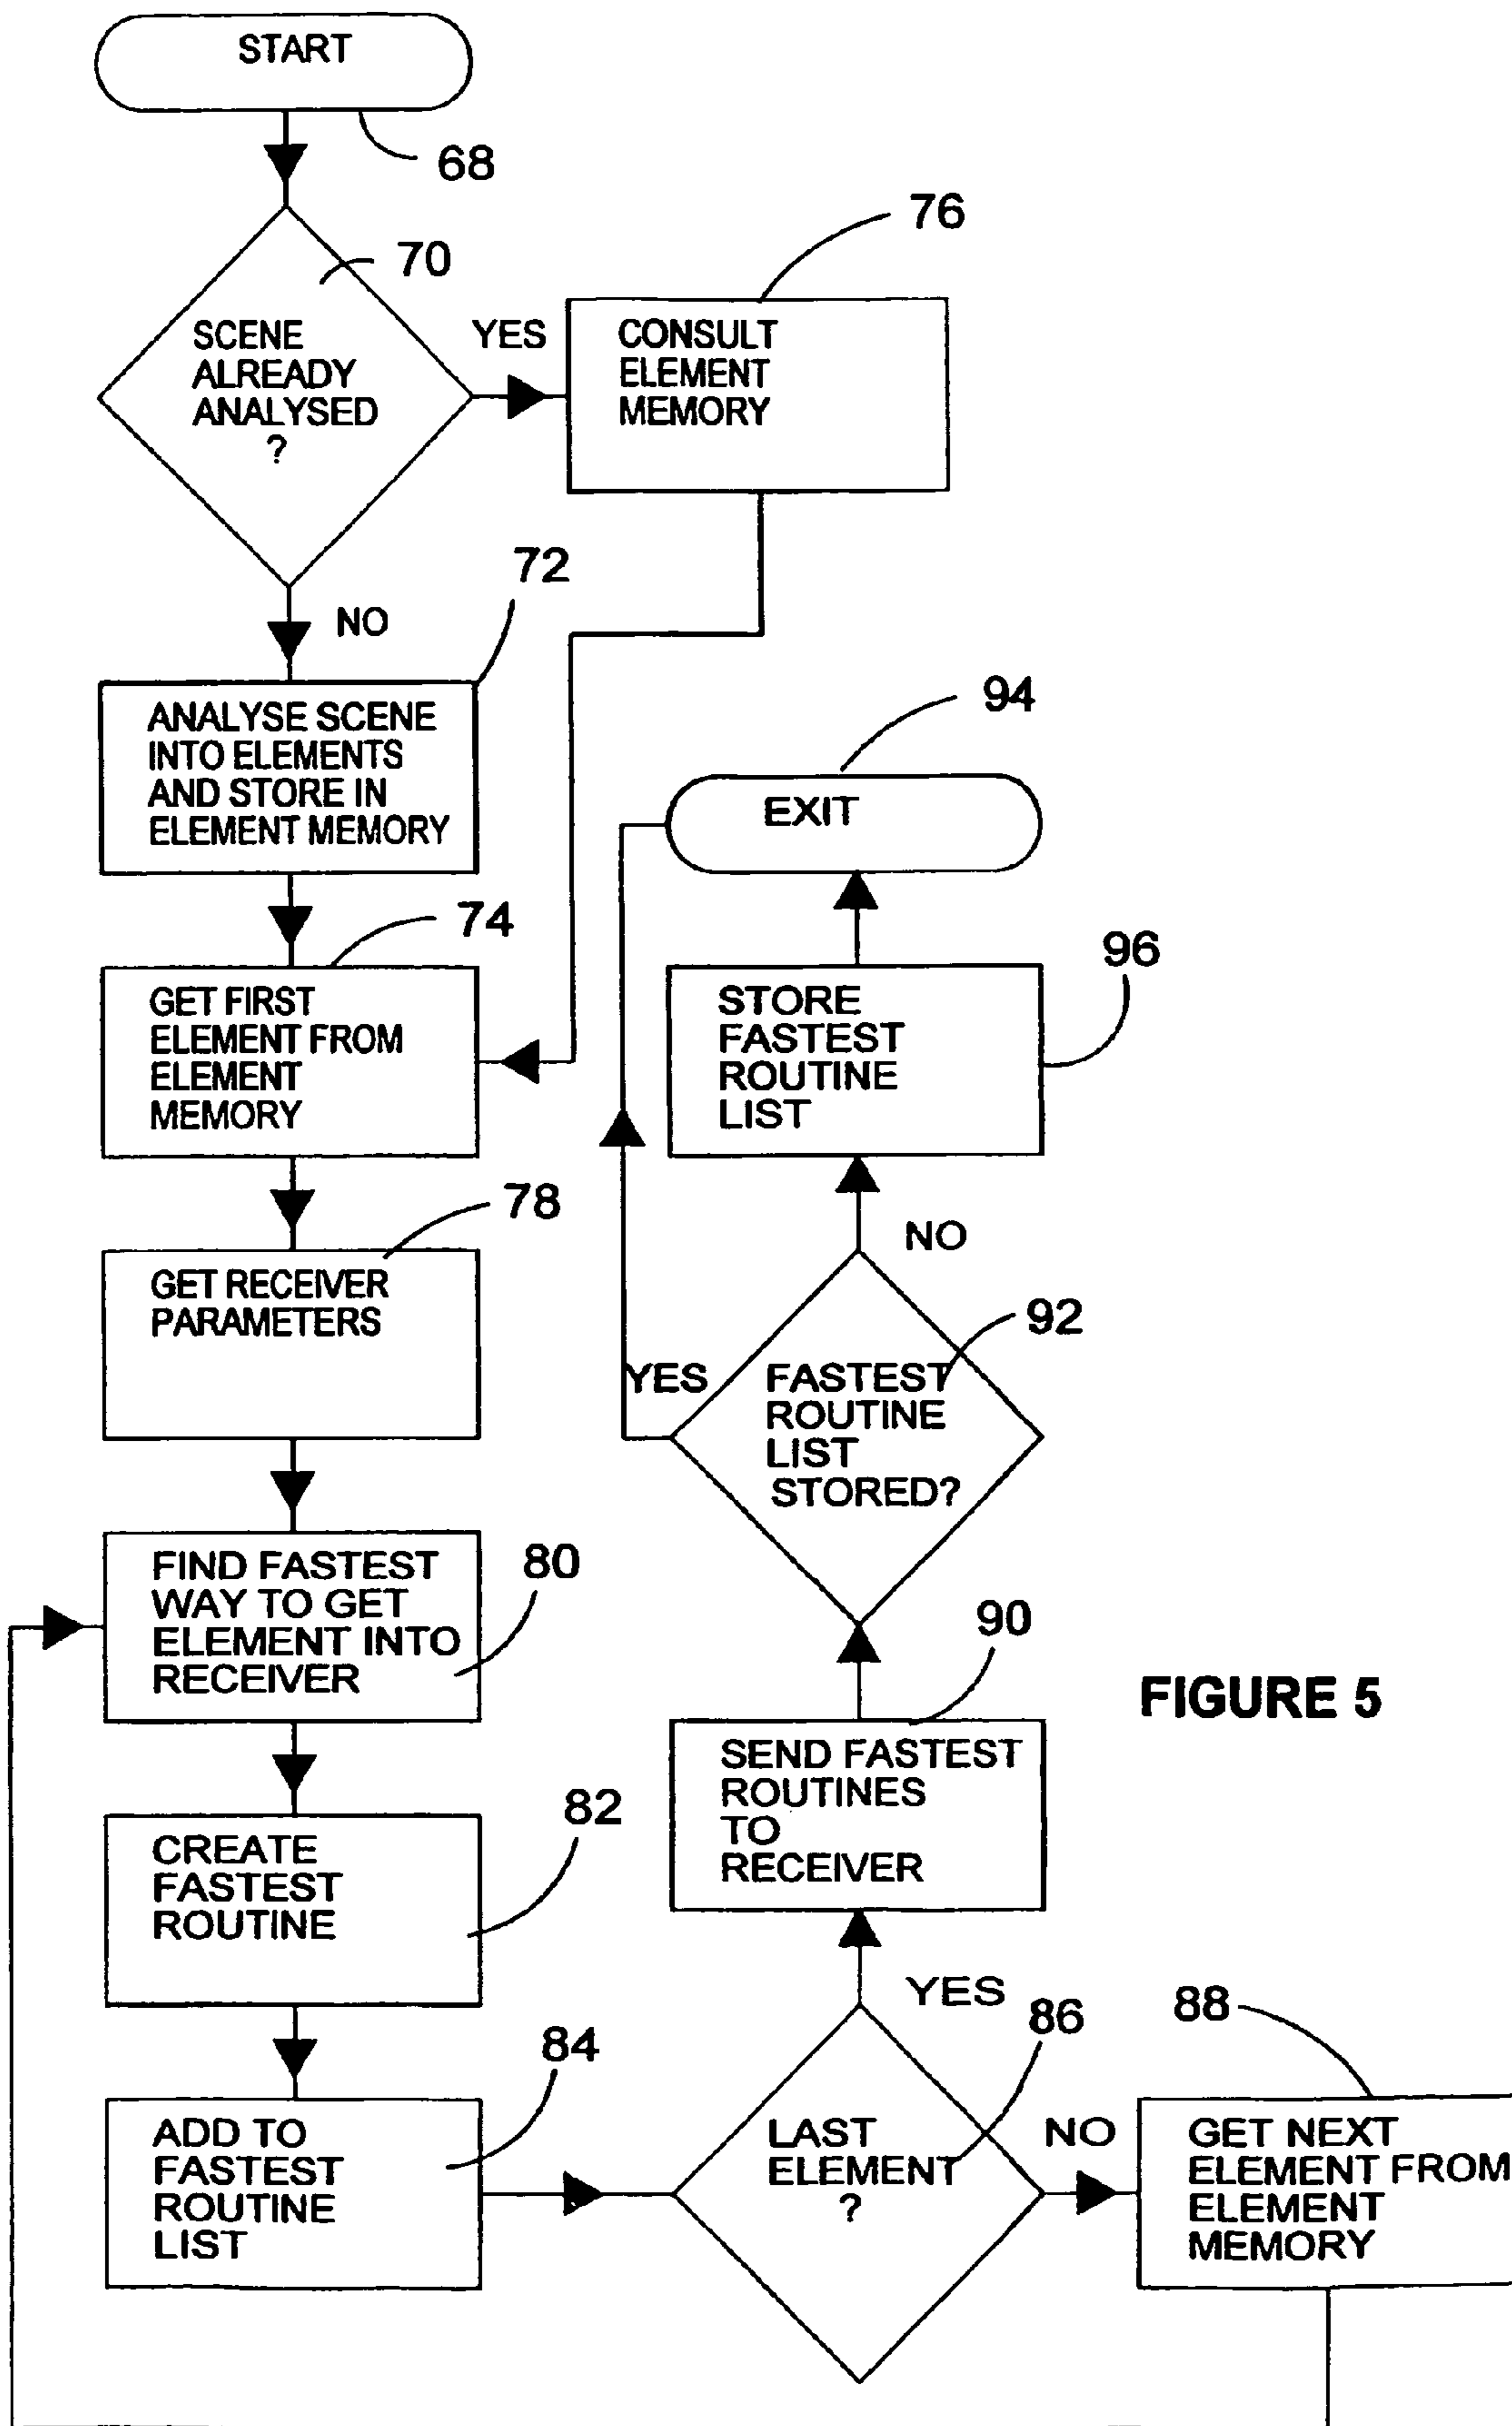 START
68
70
SCENE
ALREADY
ANALYSED
?
YES
76
CONSULT
ELEMENT
MEMORY
NO
72
ANALYSE SCENE
INTO ELEMENTS
AND STORE IN
ELEMENT MEMORY
74
GET FIRST
ELEMENT FROM
ELEMENT
MEMORY
78
GET RECEIVER
PARAMETERS
FIND FASTEST
WAY TO GET
ELEMENT INTO
RECEIVER
80
CREATE
FASTEST
ROUTINE
82
ADD TO
FASTEST
ROUTINE
LIST
84
LAST
ELEMENT
?
86
NO
88
GET NEXT
ELEMENT FROM
ELEMENT
MEMORY
YES
SEND FASTEST
ROUTINES
TO
RECEIVER
90
FASTEST
ROUTINE
LIST
STORED?
92
YES
NO
STORE
FASTEST
ROUTINE
LIST
96
EXIT
94
FIGURE 5